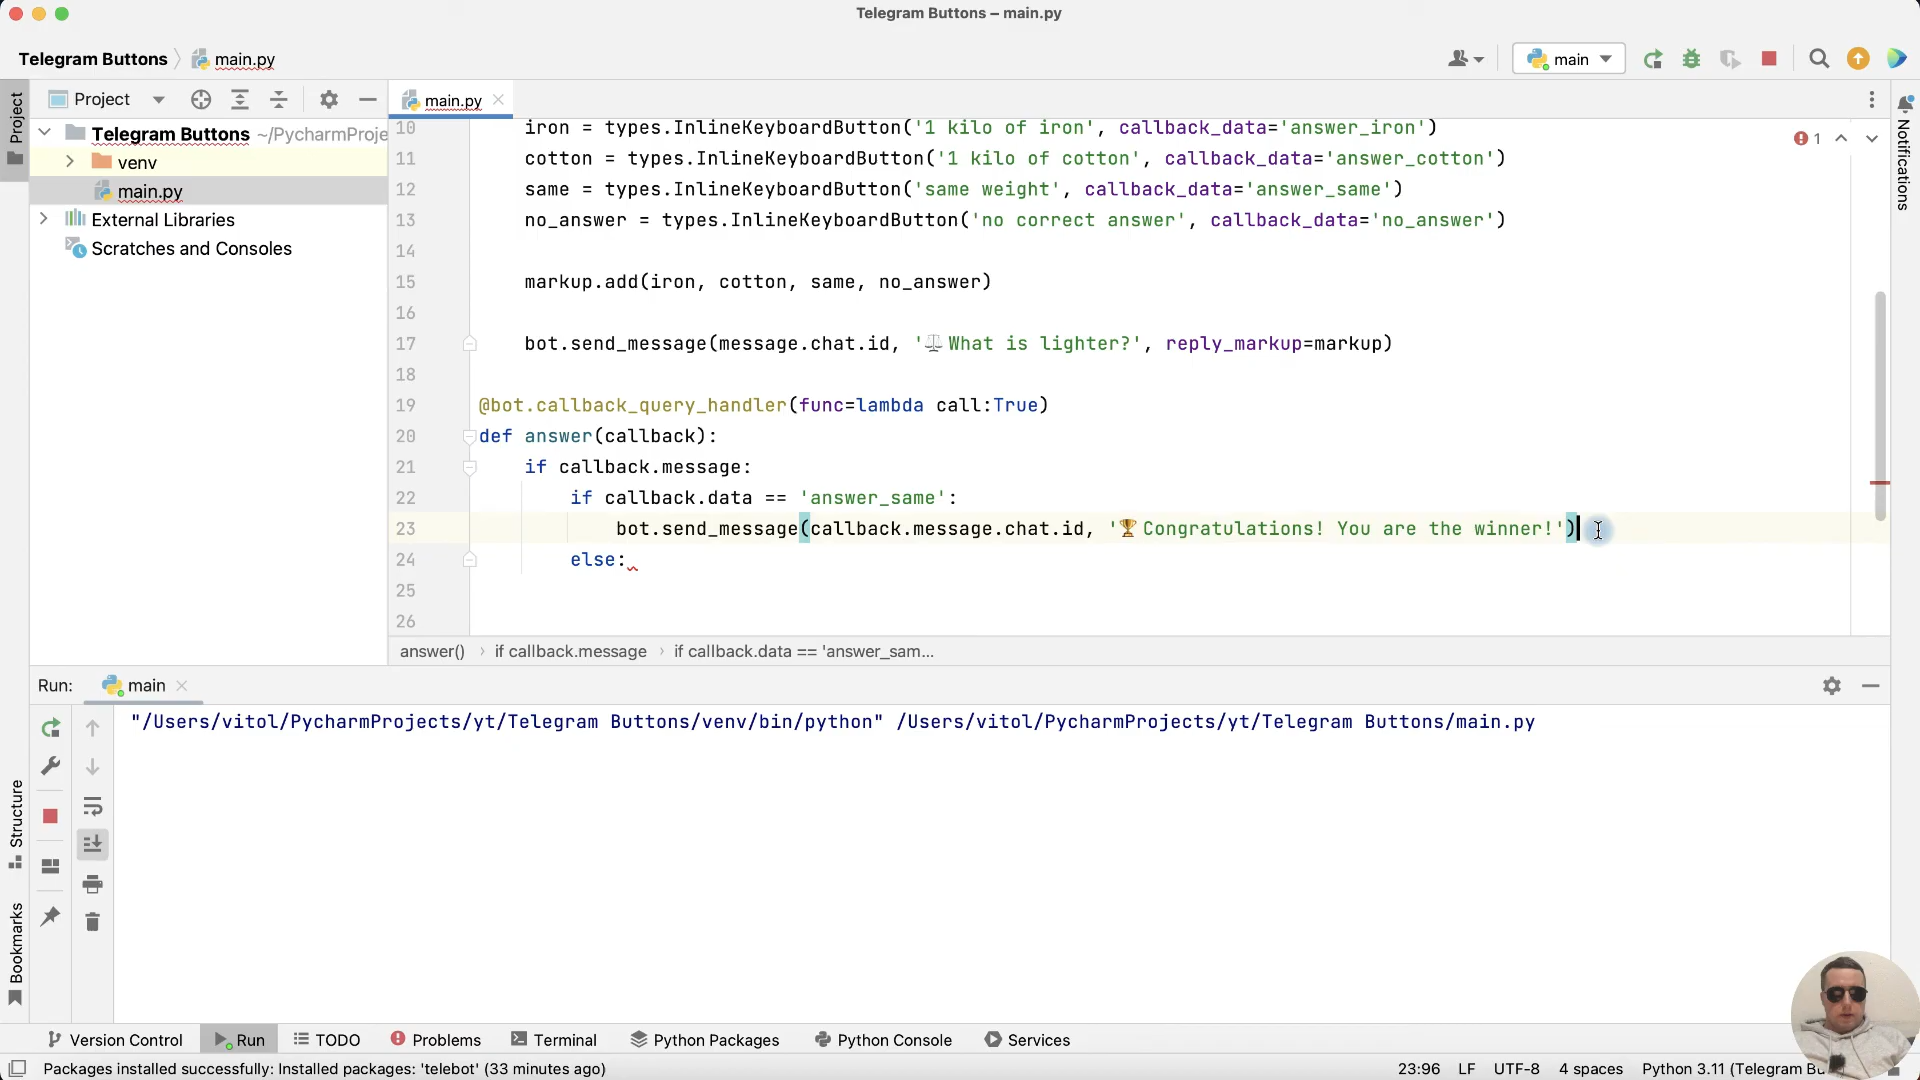 Telegram Buttons – main.py
Telegram Buttons
main.py
main
Project
Project
main.py
Telegram Buttons ~/PycharmProje
venv
main.py
External Libraries
Scratches and Consoles
10 iron = types.InlineKeyboardButton('1 kilo of iron', callback_data='answer_iron')
11 cotton = types.InlineKeyboardButton('1 kilo of cotton', callback_data='answer_cotton')
12 same = types.InlineKeyboardButton('same weight', callback_data='answer_same')
13 no_answer = types.InlineKeyboardButton('no correct answer', callback_data='no_answer')
14
15 markup.add(iron, cotton, same, no_answer)
16
17 bot.send_message(message.chat.id, '⚖️What is lighter?', reply_markup=markup)
18
19 @bot.callback_query_handler(func=lambda call:True)
20 def answer(callback):
21 if callback.message:
22 if callback.data == 'answer_same':
23 bot.send_message(callback.message.chat.id, '🏆Congratulations! You are the winner!')
24 else:
25
26
1
Notifications
answer() › if callback.message › if callback.data == 'answer_sam...
Run: main
"/Users/vitol/PycharmProjects/yt/Telegram Buttons/venv/bin/python" /Users/vitol/PycharmProjects/yt/Telegram Buttons/main.py
Structure
Bookmarks
Version Control Run TODO Problems Terminal Python Packages Python Console Services
Packages installed successfully: Installed packages: 'telebot' (33 minutes ago) 23:96 LF UTF-8 4 spaces Python 3.11 (Telegram Bu